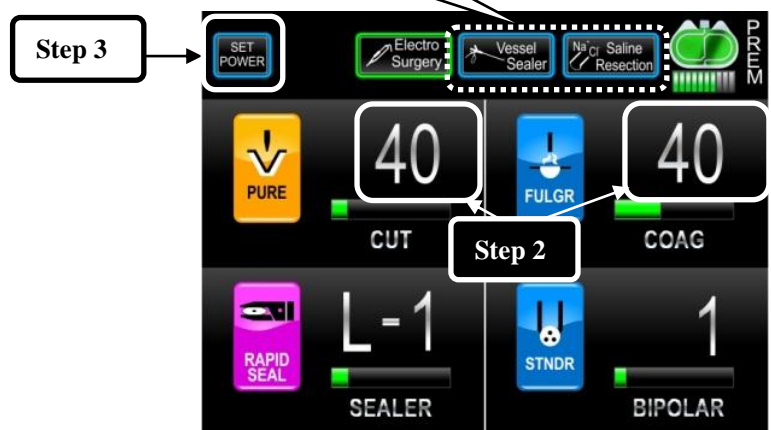 Step 3
SET
POWER
Electro
Surgery
Vessel
Sealer
Na⁺Cl⁻ Saline
Resection
PREM
PURE
40
CUT
FULGR
40
COAG
Step 2
RAPID
SEAL
L-1
SEALER
STNDR
1
BIPOLAR